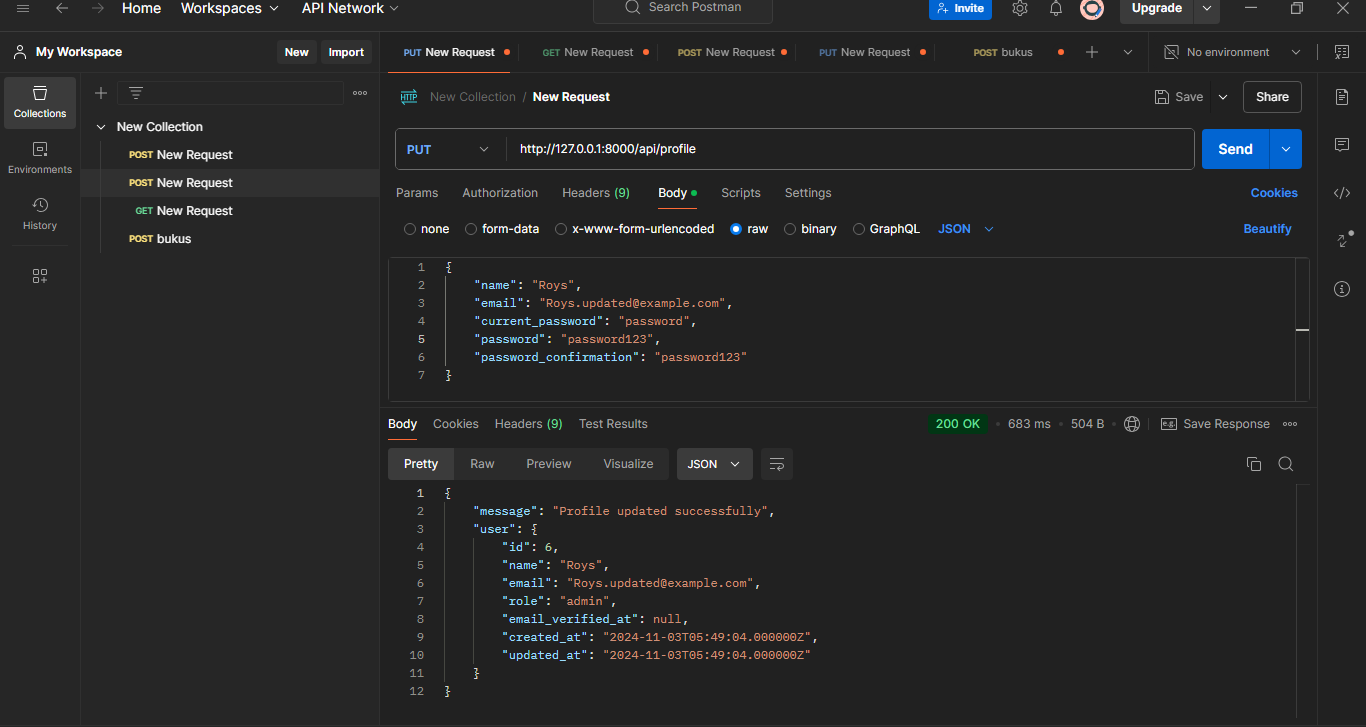 Home Workspaces API Network Search Postman Invite Upgrade
My Workspace New Import PUT New Request GET New Request POST New Request PUT New Request POST bukus No environment
Collections
Environments
History
New Collection
POST New Request
POST New Request
GET New Request
POST bukus
HTTP New Collection / New Request Save Share
PUT http://127.0.0.1:8000/api/profile Send
Params Authorization Headers (9) Body Scripts Settings Cookies
none form-data x-www-form-urlencoded raw binary GraphQL JSON Beautify
1 {
2 "name": "Roys",
3 "email": "Roys.updated@example.com",
4 "current_password": "password",
5 "password": "password123",
6 "password_confirmation": "password123"
7 }
Body Cookies Headers (9) Test Results 200 OK 683 ms 504 B e.g. Save Response
Pretty Raw Preview Visualize JSON
1 {
2 "message": "Profile updated successfully",
3 "user": {
4 "id": 6,
5 "name": "Roys",
6 "email": "Roys.updated@example.com",
7 "role": "admin",
8 "email_verified_at": null,
9 "created_at": "2024-11-03T05:49:04.000000Z",
10 "updated_at": "2024-11-03T05:49:04.000000Z"
11 }
12 }